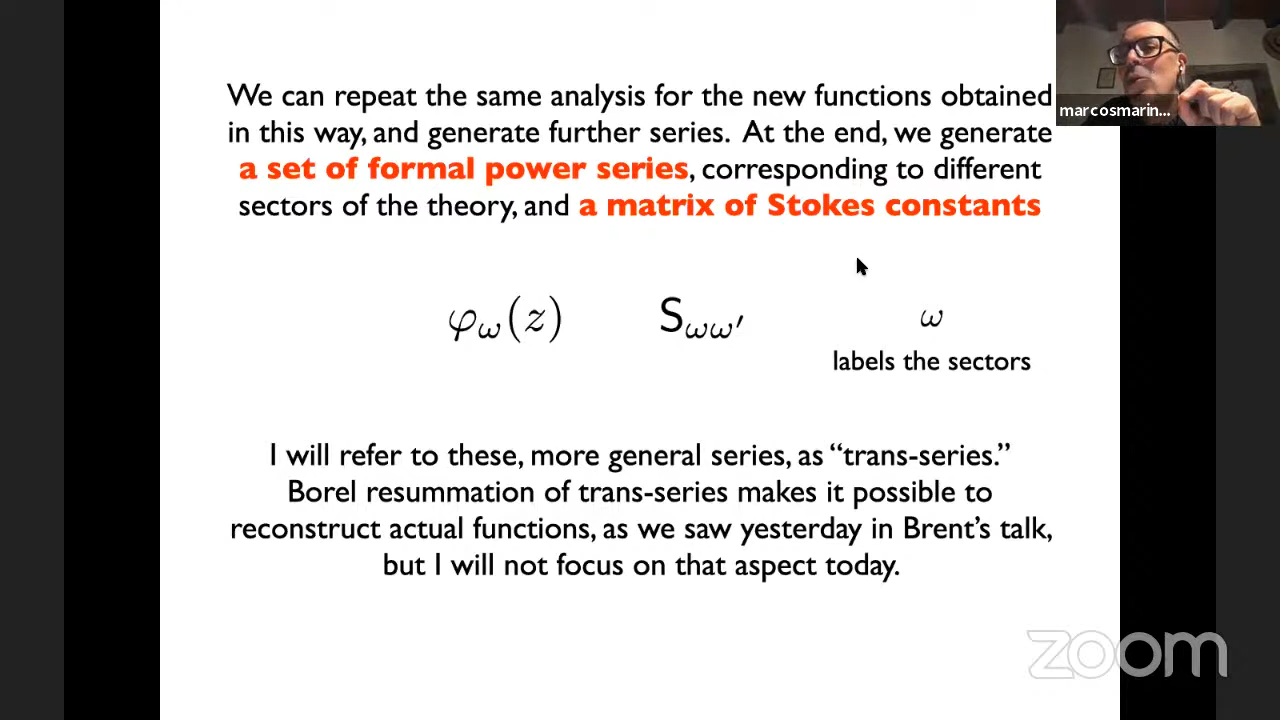 We can repeat the same analysis for the new functions obtained
in this way, and generate further series. At the end, we generate
a set of formal power series, corresponding to different
sectors of the theory, and a matrix of Stokes constants
φ_ω(z) S_ωω′ ω
labels the sectors
I will refer to these, more general series, as “trans-series.”
Borel resummation of trans-series makes it possible to
reconstruct actual functions, as we saw yesterday in Brent’s talk,
but I will not focus on that aspect today.
marcosmarin...
zoom